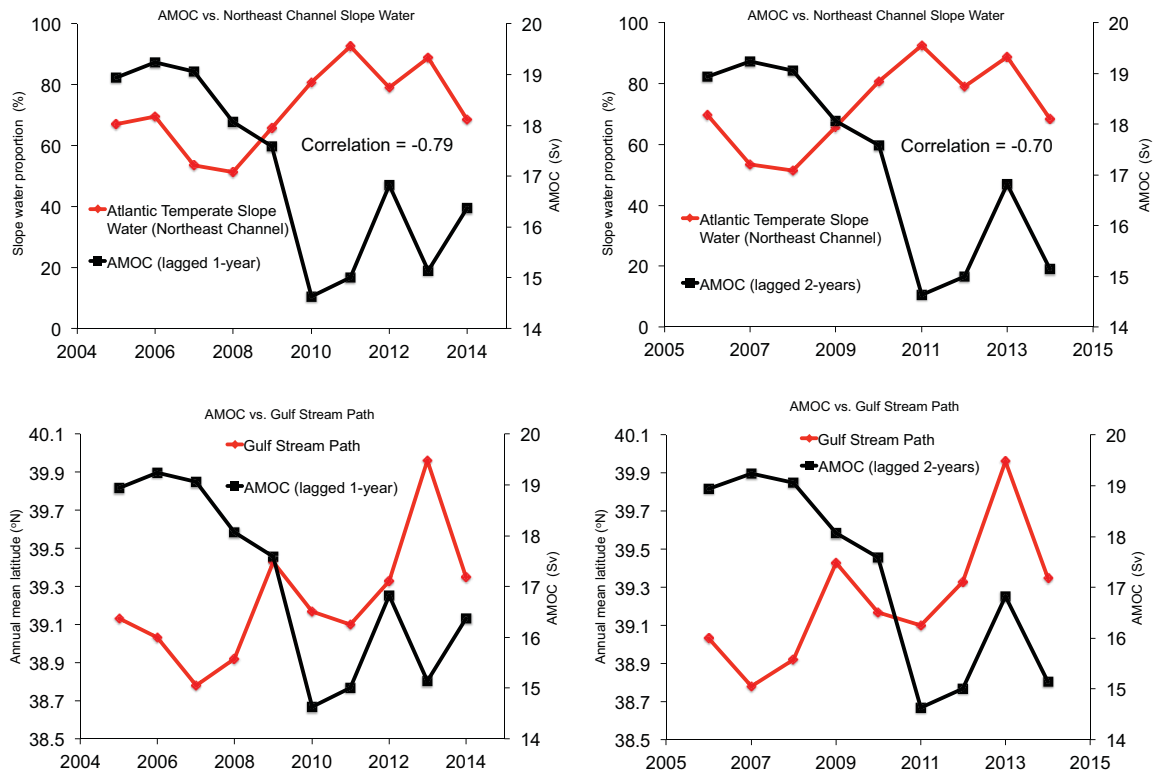 AMOC vs. Northeast Channel Slope Water
100
80
60
40
20
0
Slope water proportion (%)
20
19
18
17
16
15
14
AMOC (Sv)
Correlation = -0.79
Atlantic Temperate Slope
Water (Northeast Channel)
AMOC (lagged 1-year)
2004 2006 2008 2010 2012 2014
AMOC vs. Northeast Channel Slope Water
100
80
60
40
20
0
Slope water proportion (%)
20
19
18
17
16
15
14
AMOC (Sv)
Correlation = -0.70
Atlantic Temperate Slope
Water (Northeast Channel)
AMOC (lagged 2-years)
2005 2007 2009 2011 2013 2015
AMOC vs. Gulf Stream Path
40.1
39.9
39.7
39.5
39.3
39.1
38.9
38.7
38.5
Annual mean latitude (ºN)
20
19
18
17
16
15
14
AMOC (Sv)
Gulf Stream Path
AMOC (lagged 1-year)
2004 2006 2008 2010 2012 2014
AMOC vs. Gulf Stream Path
40.1
39.9
39.7
39.5
39.3
39.1
38.9
38.7
38.5
Annual mean latitude (ºN)
20
19
18
17
16
15
14
AMOC (Sv)
Gulf Stream Path
AMOC (lagged 2-years)
2005 2007 2009 2011 2013 2015